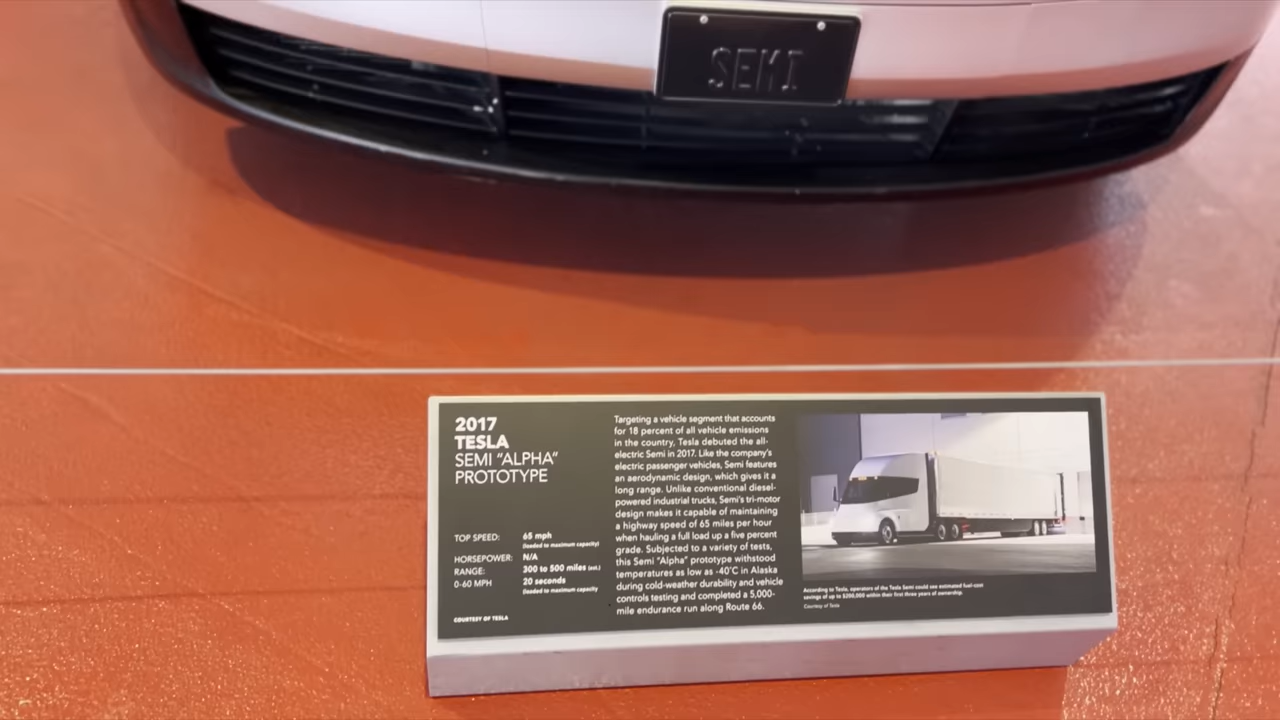 SEMI
2017
TESLA
SEMI "ALPHA"
PROTOTYPE
TOP SPEED: 65 mph
(loaded to maximum capacity)
HORSEPOWER: N/A
RANGE: 300 to 500 miles (est.)
0-60 MPH 20 seconds
(loaded to maximum capacity)
COURTESY OF TESLA
Targeting a vehicle segment that accounts
for 18 percent of all vehicle emissions
in the country, Tesla debuted the all-
electric Semi in 2017. Like the company's
electric passenger vehicles, Semi features
an aerodynamic design, which gives it a
long range. Unlike conventional diesel-
powered industrial trucks, Semi's tri-motor
design makes it capable of maintaining
a highway speed of 65 miles per hour
when hauling a full load up a five percent
grade. Subjected to a variety of tests,
this Semi "Alpha" prototype withstood
temperatures as low as -40°C in Alaska
during cold-weather durability and vehicle
controls testing and completed a 5,000-
mile endurance run along Route 66.
According to Tesla, operators of the Tesla Semi could see estimated fuel-cost
savings of up to $200,000 within their first three years of ownership.
Courtesy of Tesla